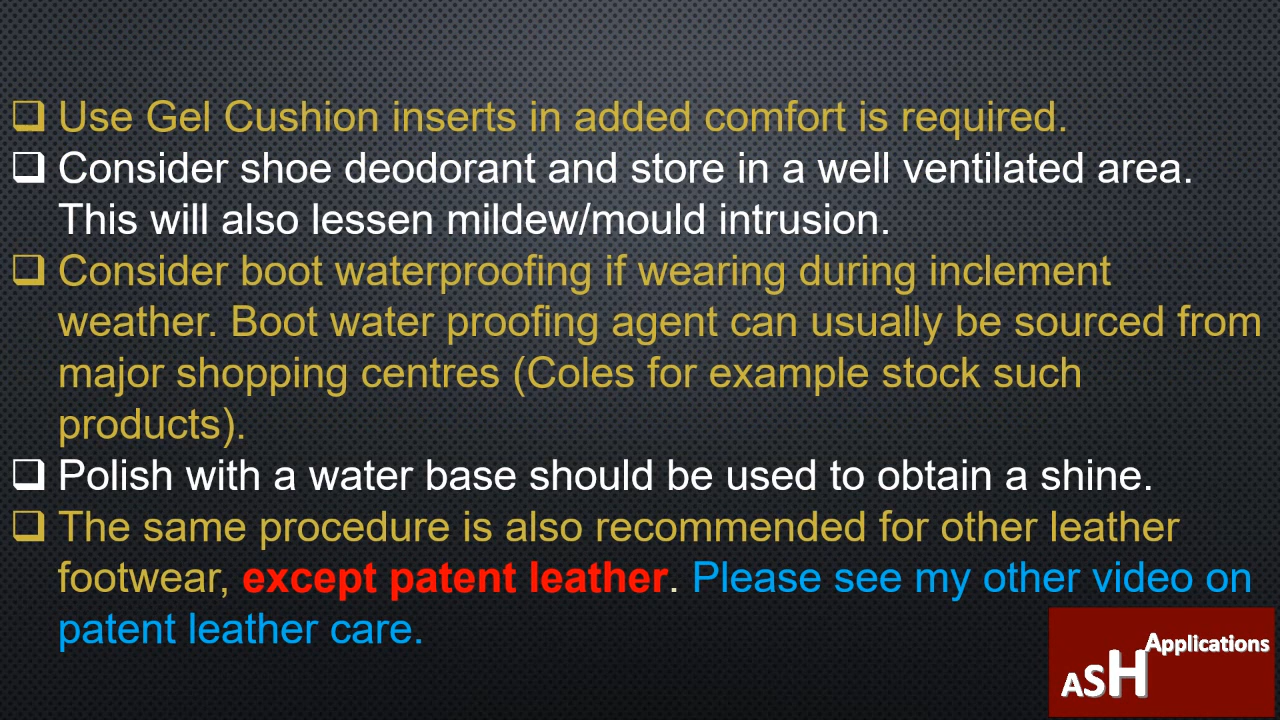 Use Gel Cushion inserts in added comfort is required.
Consider shoe deodorant and store in a well ventilated area.
This will also lessen mildew/mould intrusion.
Consider boot waterproofing if wearing during inclement
weather. Boot water proofing agent can usually be sourced from
major shopping centres (Coles for example stock such
products).
Polish with a water base should be used to obtain a shine.
The same procedure is also recommended for other leather
footwear, except patent leather. Please see my other video on
patent leather care.
ASH Applications